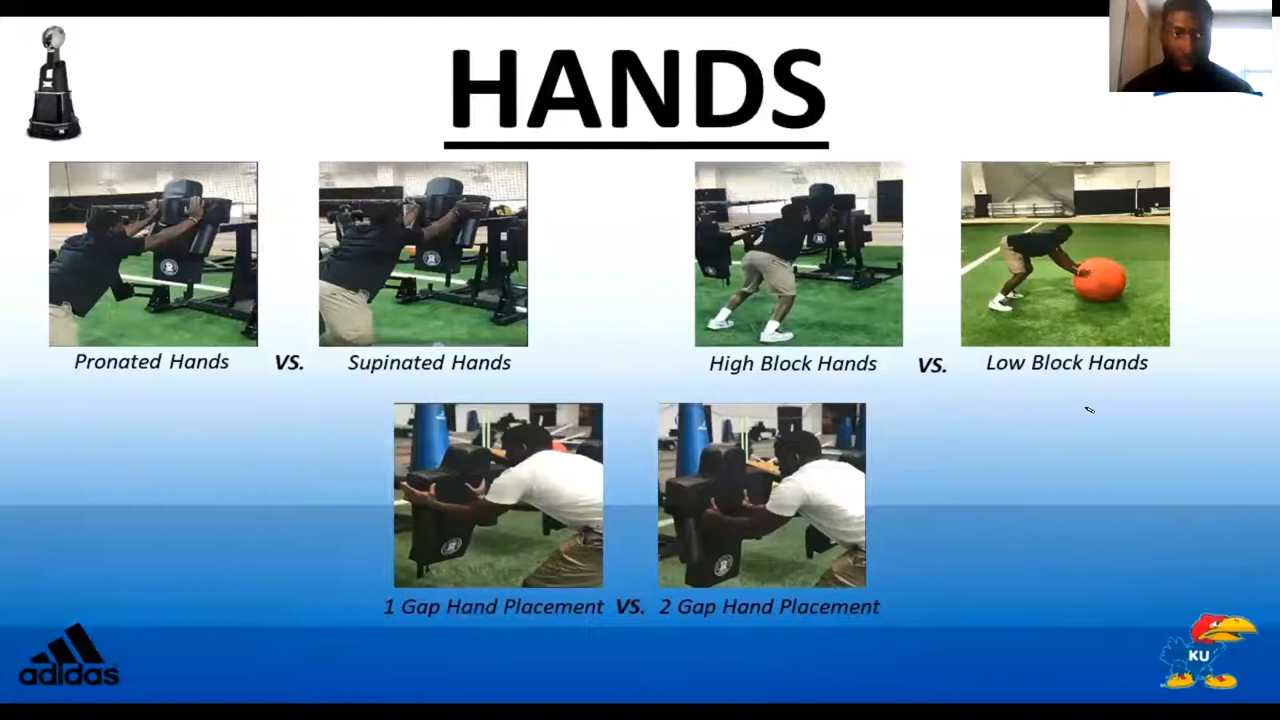 HANDS
Pronated Hands VS. Supinated Hands
High Block Hands VS. Low Block Hands
1 Gap Hand Placement VS. 2 Gap Hand Placement
adidas
KU